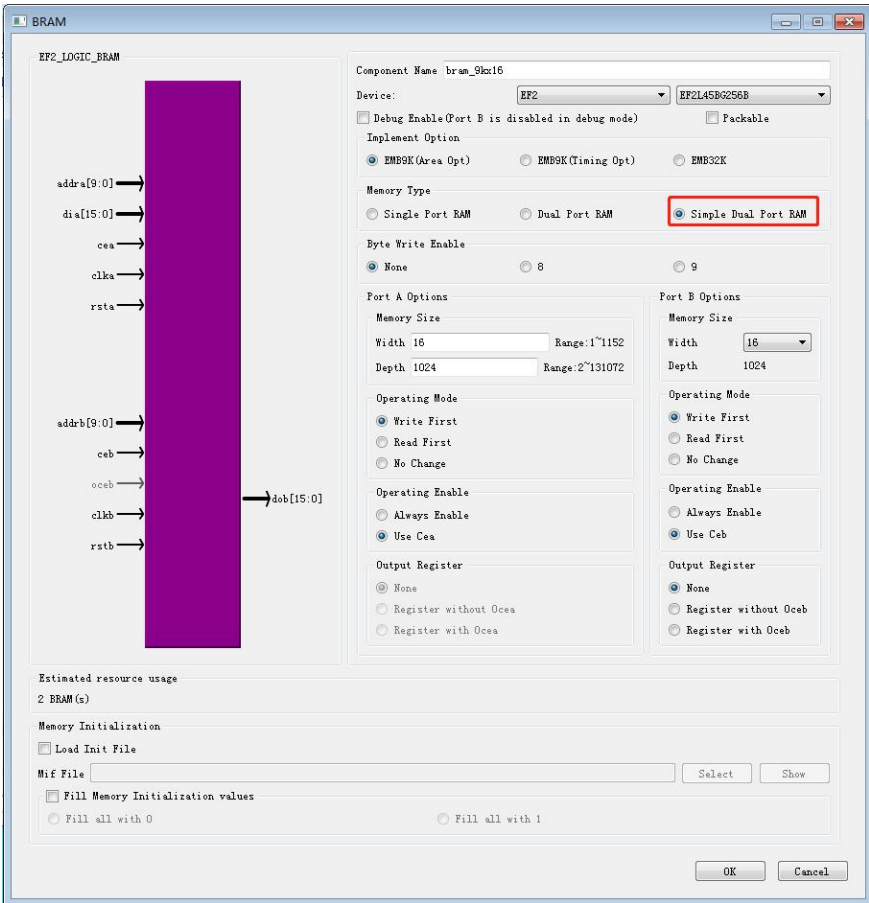 BRAM
EF2_LOGIC_BRAM
addra[9:0]
dia[15:0]
cea
clka
rsta
addrb[9:0]
ceb
oceb
clkb
rstb
dob[15:0]
Component Name bram_9kx16
Device: EF2 EF2L45BG256B
Debug Enable(Port B is disabled in debug mode) Packable
Implement Option
EMB9K(Area Opt) EMB9K(Timing Opt) EMB32K
Memory Type
Single Port RAM Dual Port RAM Simple Dual Port RAM
Byte Write Enable
None 8 9
Port A Options
Memory Size
Width 16 Range:1~1152
Depth 1024 Range:2~131072
Operating Mode
Write First
Read First
No Change
Operating Enable
Always Enable
Use Cea
Output Register
None
Register without Ocea
Register with Ocea
Port B Options
Memory Size
Width 16
Depth 1024
Operating Mode
Write First
Read First
No Change
Operating Enable
Always Enable
Use Ceb
Output Register
None
Register without Oceb
Register with Oceb
Estimated resource usage
2 BRAM(s)
Memory Initialization
Load Init File
Mif File Select Show
Fill Memory Initialization values
Fill all with 0 Fill all with 1
OK Cancel